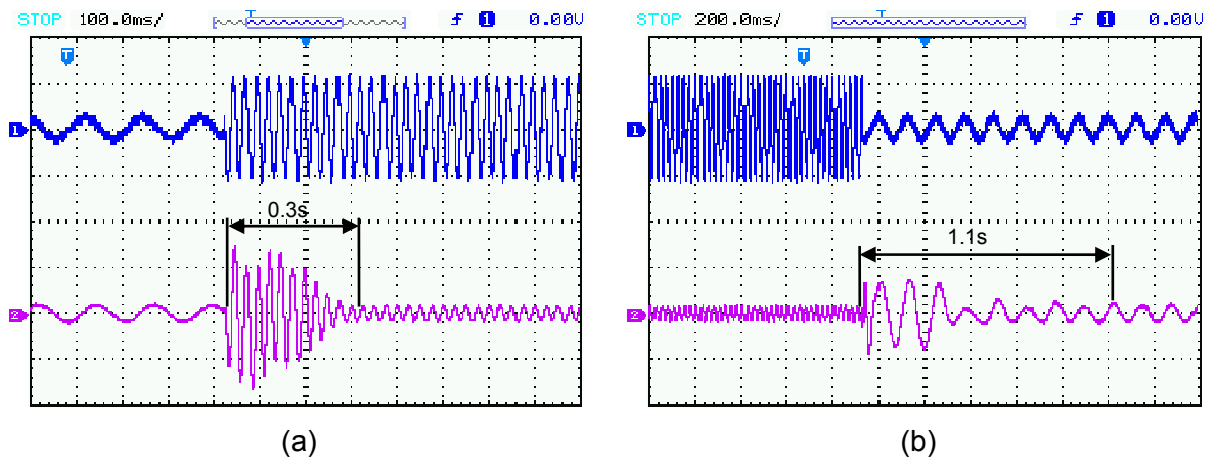 STOP 100.0ms/ T 1 0.00V
T
1
0.3s
2
(a)
STOP 200.0ms/ T 1 0.00V
T
1
1.1s
2
(b)